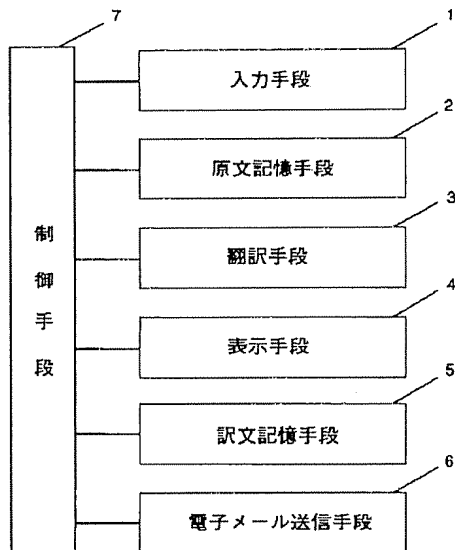 7
1
入力手段
2
原文記憶手段
3
翻訳手段
4
表示手段
5
訳文記憶手段
6
電子メール送信手段
制御手段